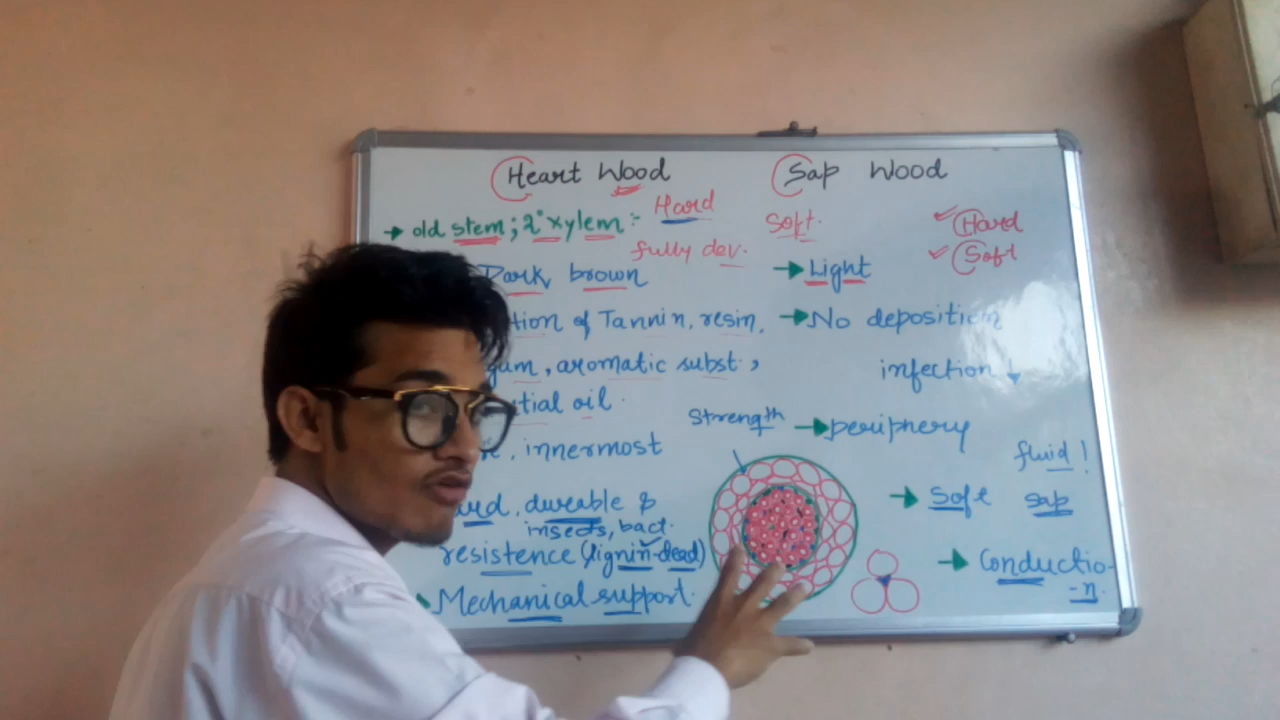 Heart Wood
old stem; 2° xylem :- Hard
fully dev.
Dark brown
tion of Tannin, resin,
gum, aromatic subst.,
tial oil.
, innermost
ard, dureable &
insects, bact.
resistence (lignin-dead)
Mechanical support.
Sap Wood
Soft.
Hard
Soft
Light
No deposition
infection
Strength
periphery
fluid!
Soft sap
Conductio-
-n.